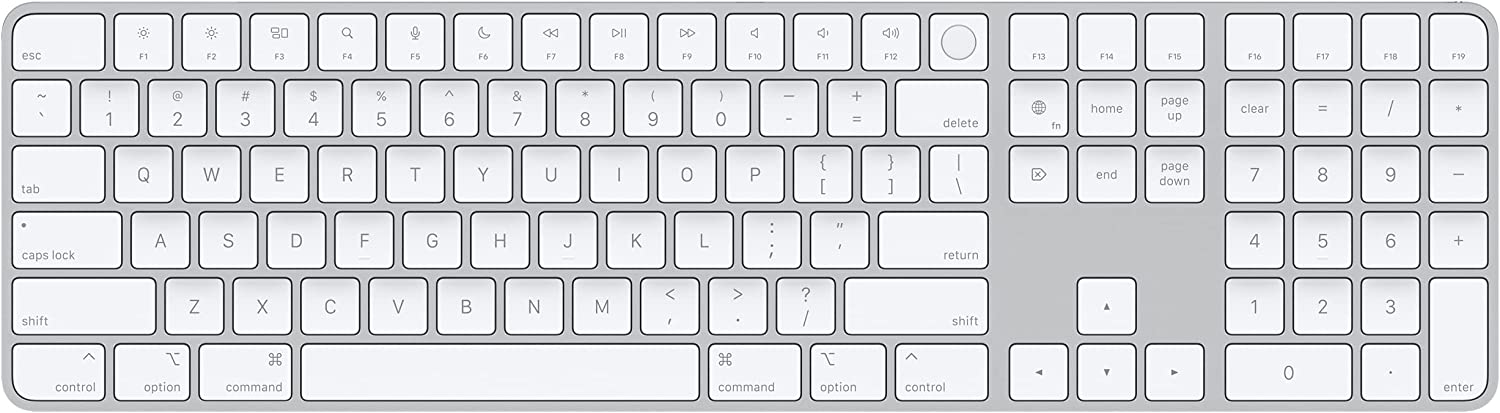 esc F1 F2 F3 F4 F5 F6 F7 F8 F9 F10 F11 F12 F13 F14 F15 F16 F17 F18 F19
~ ! @ # $ % ^ & * ( ) — +
` 1 2 3 4 5 6 7 8 9 0 - = delete fn home page up clear = / *
tab Q W E R T Y U I O P { [ } ] | \ end page down 7 8 9 −
caps lock A S D F G H J K L : ; " ' return 4 5 6 +
shift Z X C V B N M < , > . ? / shift ▲ 1 2 3
control option ⌘ command ⌘ command option control ◄ ▼ ► 0 . enter